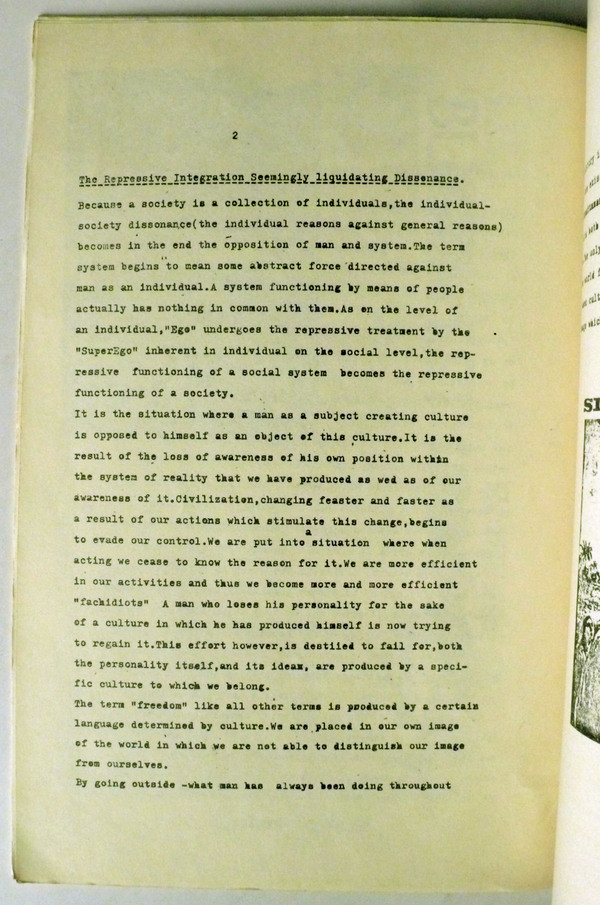 2
The Repressive Integration Seemingly liquidating Dissenance.
Because a society is a collection of individuals,the individual-
society dissonance(the individual reasons against general reasons)
becomes in the end the opposition of man and system.The term
system begins to mean some abstract force directed against
man as an individual.A system functioning by means of people
actually has nothing in common with them.As on the level of
an individual,"Ego" undergoes the repressive treatment by the
"SuperEgo" inherent in individual on the social level,the rep-
ressive functioning of a social system becomes the repressive
functioning of a society.
It is the situation where a man as a subject creating culture
is opposed to himself as an object of this culture.It is the
result of the loss of awareness of his own position within
the system of reality that we have produced as wed as of our
awareness of it.Civilization,changing feaster and faster as
a result of our actions which stimulate this change,begins
to evade our control.We are put into a situation where when
acting we cease to know the reason for it.We are more efficient
in our activities and thus we become more and more efficient
"fachidiots" A man who loses his personality for the sake
of a culture in which he has produced himself is now trying
to regain it.This effort however,is destiied to fail for,both
the personality itself,and its ideas, are produced by a speci-
fic culture to which we belong.
The term "freedom" like all other terms is produced by a certain
language determined by culture.We are placed in our own image
of the world in which we are not able to distinguish our image
from ourselves.
By going outside -what man has always been doing throughout